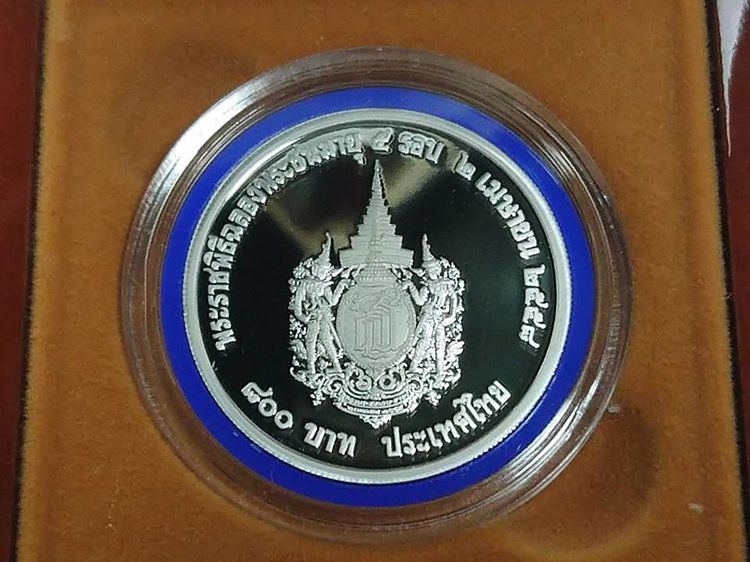 พระราชพิธีฉลองพระชนมายุ ๕ รอบ ๒ เมษายน ๒๕๕๘
๘๐๐ บาท ประเทศไทย